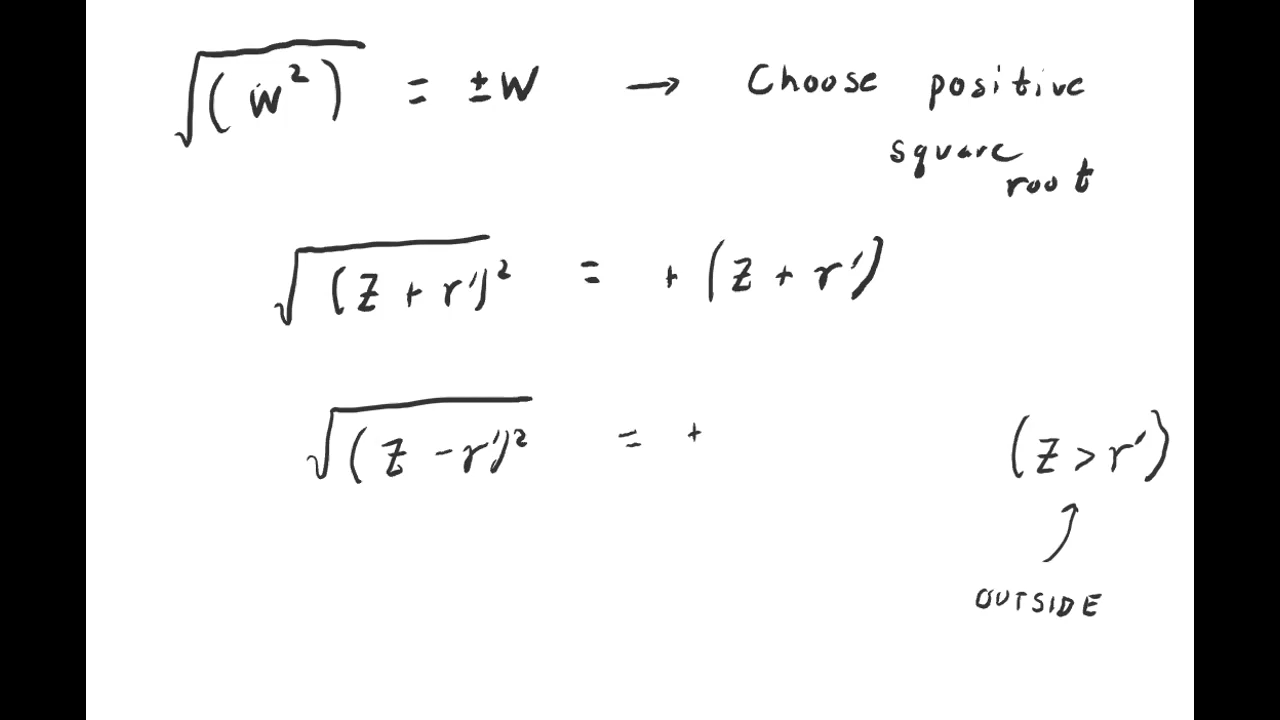 √(w²) = ±w → Choose positive
square
root
√(z + r')² = + (z + r')
√(z - r')² = + (z > r')
OUTSIDE